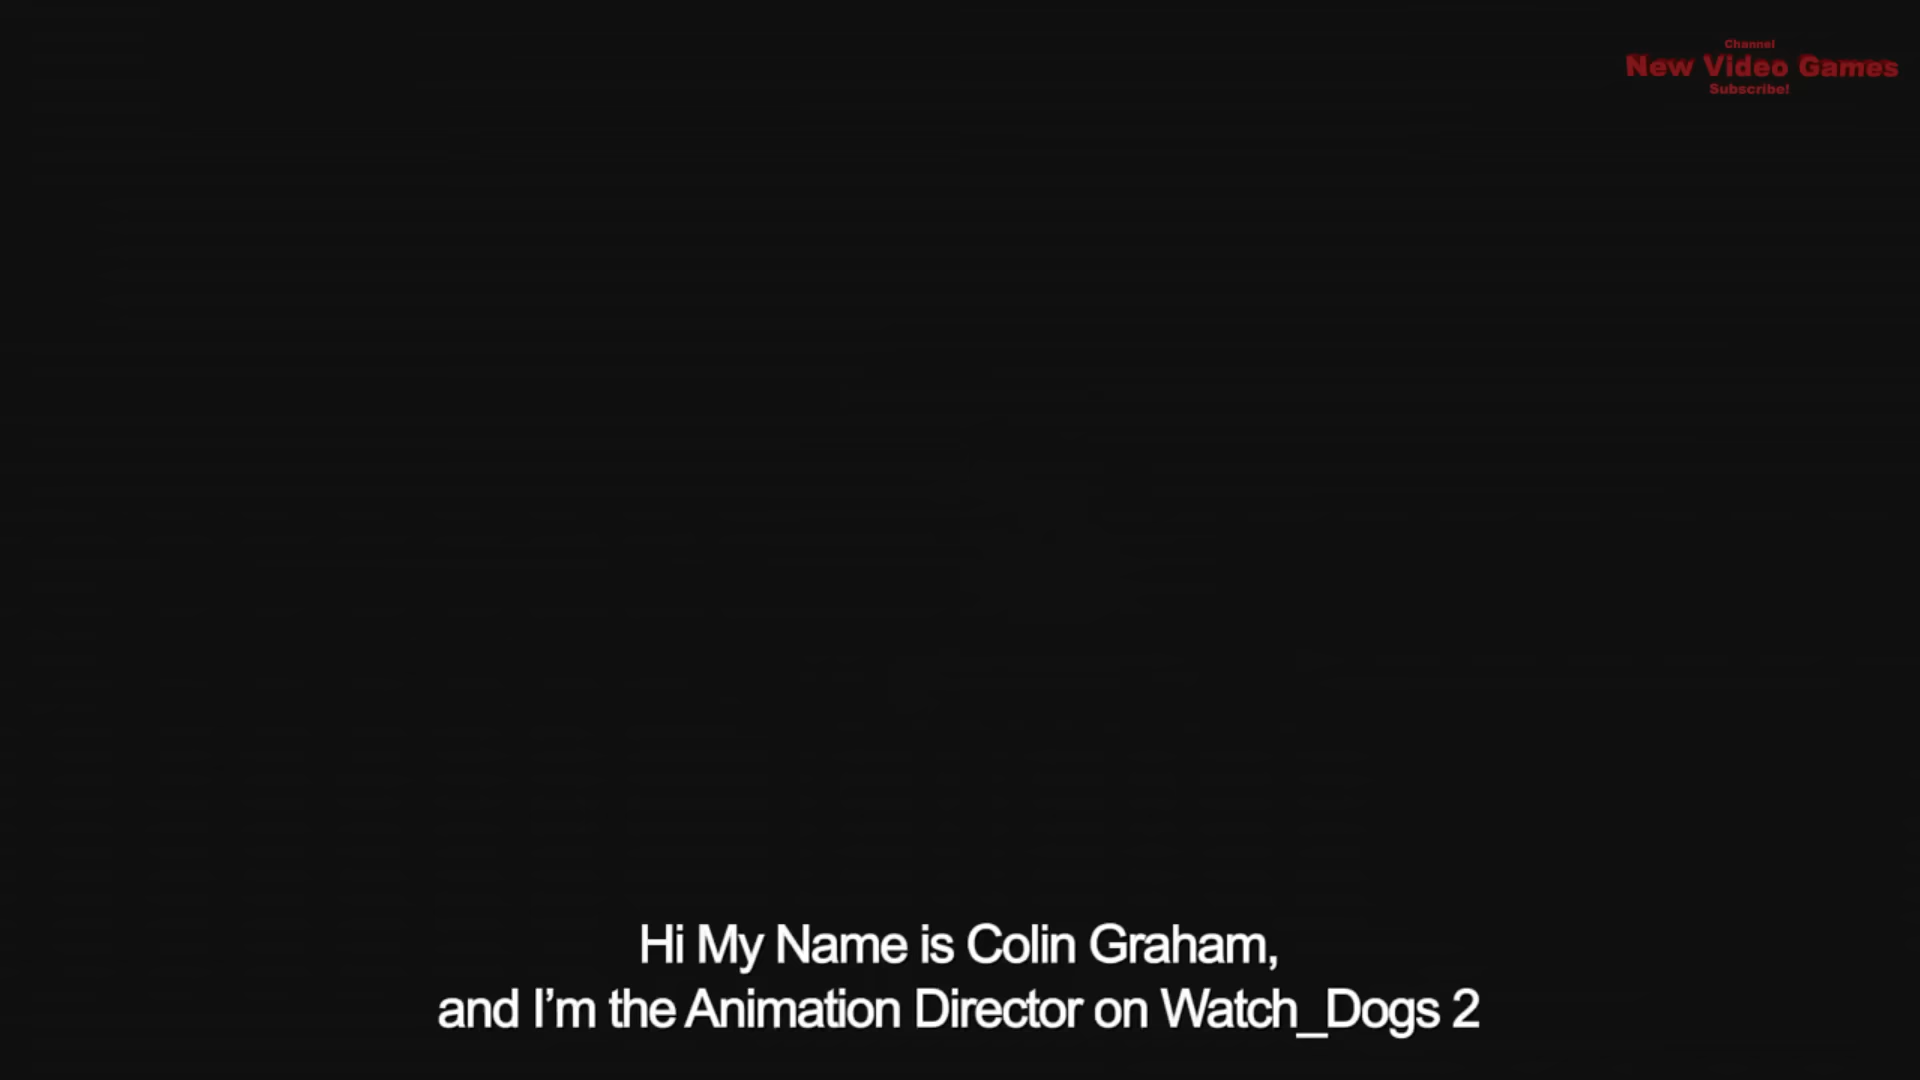 Channel
New Video Games
Subscribe!
Hi My Name is Colin Graham,
and I’m the Animation Director on Watch_Dogs 2